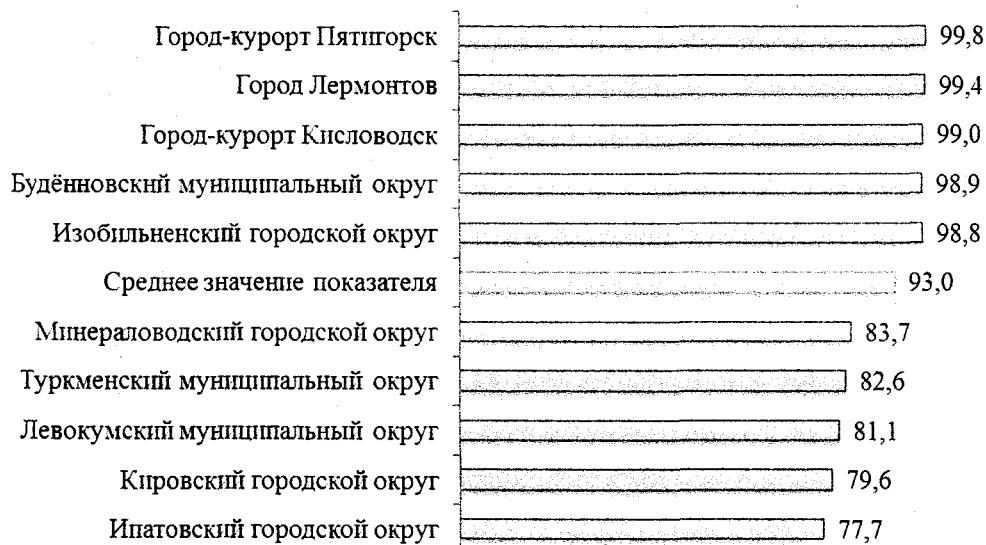 Город-курорт Пятигорск 99,8
Город Лермонтов 99,4
Город-курорт Кисловодск 99,0
Будённовский муниципальный округ 98,9
Изобильненский городской округ 98,8
Среднее значение показателя 93,0
Минераловодский городской округ 83,7
Туркменский муниципальный округ 82,6
Левокумский муниципальный округ 81,1
Кировский городской округ 79,6
Ипатовский городской округ 77,7